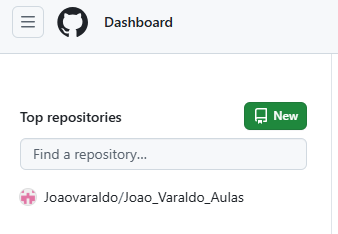 Dashboard
Top repositories
New
Find a repository...
Joaovaraldo/Joao_Varaldo_Aulas